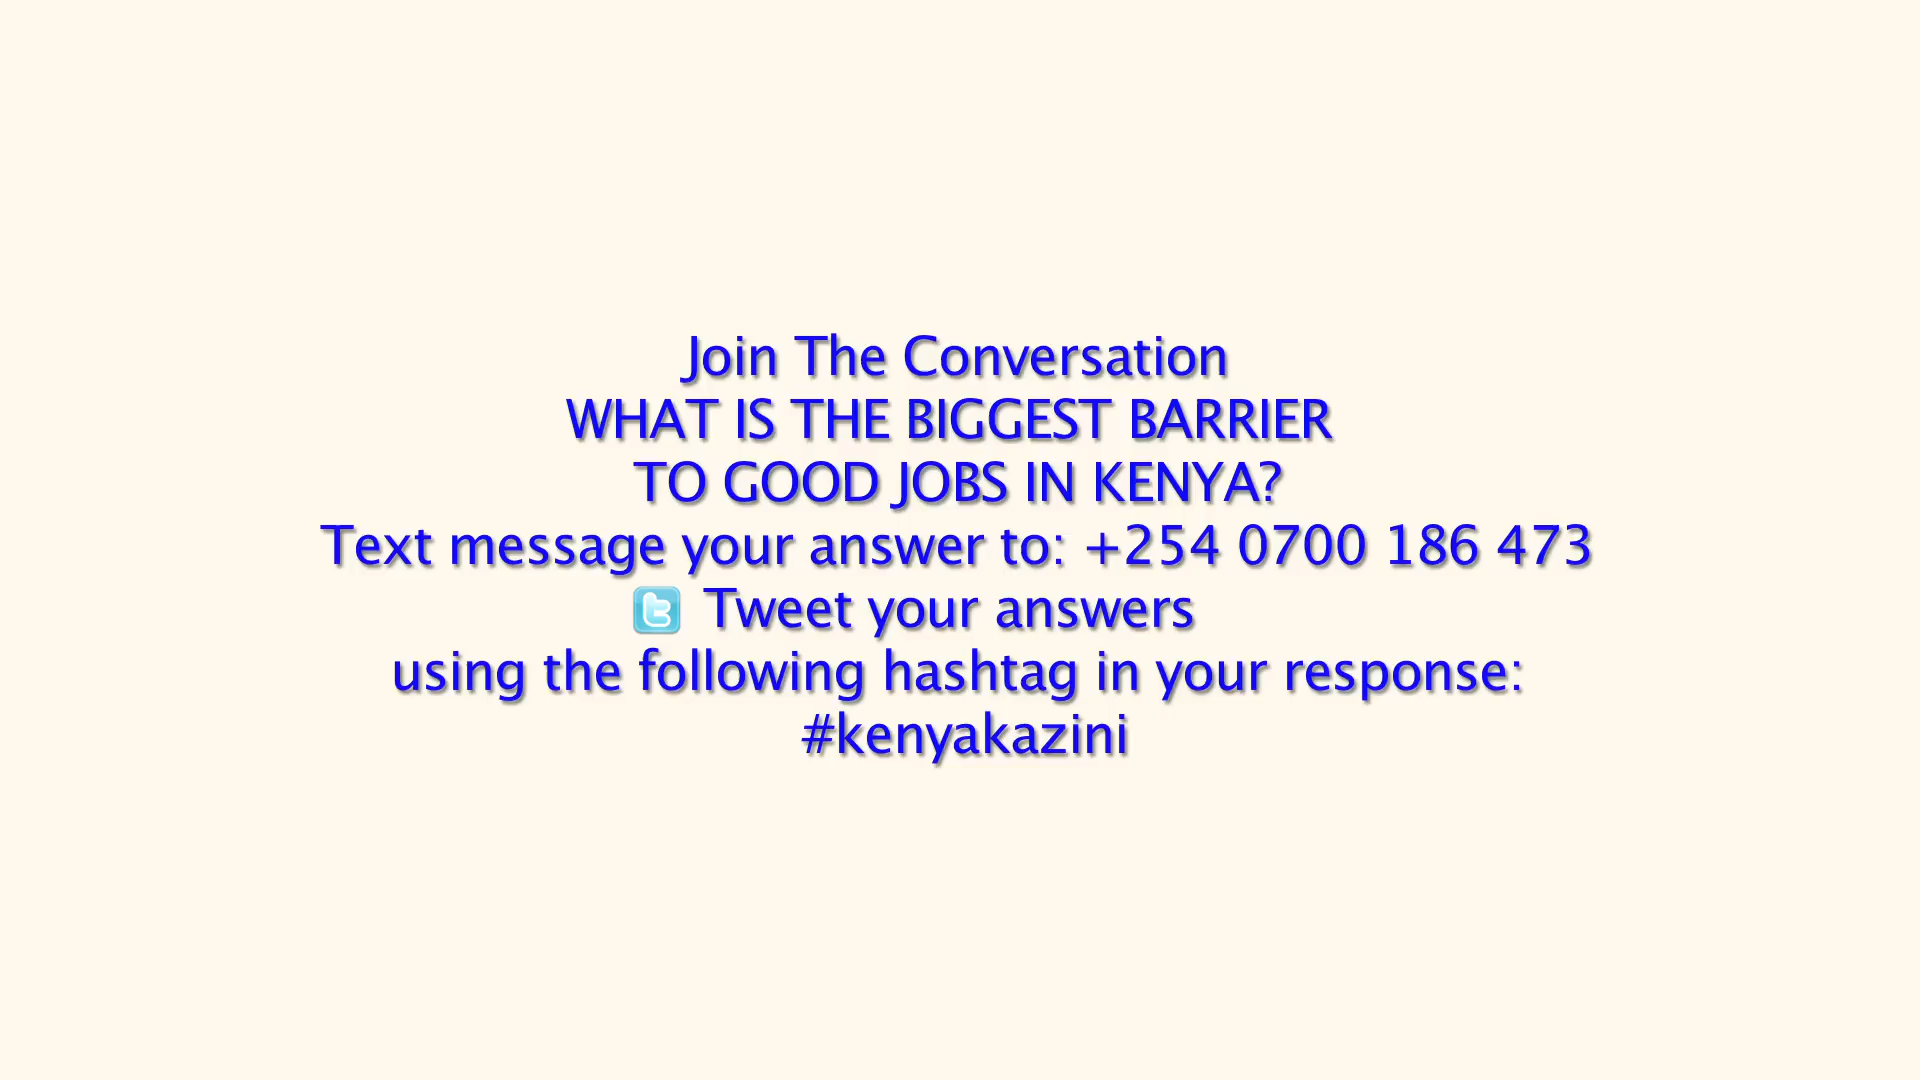 Join The Conversation
WHAT IS THE BIGGEST BARRIER
TO GOOD JOBS IN KENYA?
Text message your answer to: +254 0700 186 473
Tweet your answers
using the following hashtag in your response:
#kenyakazini